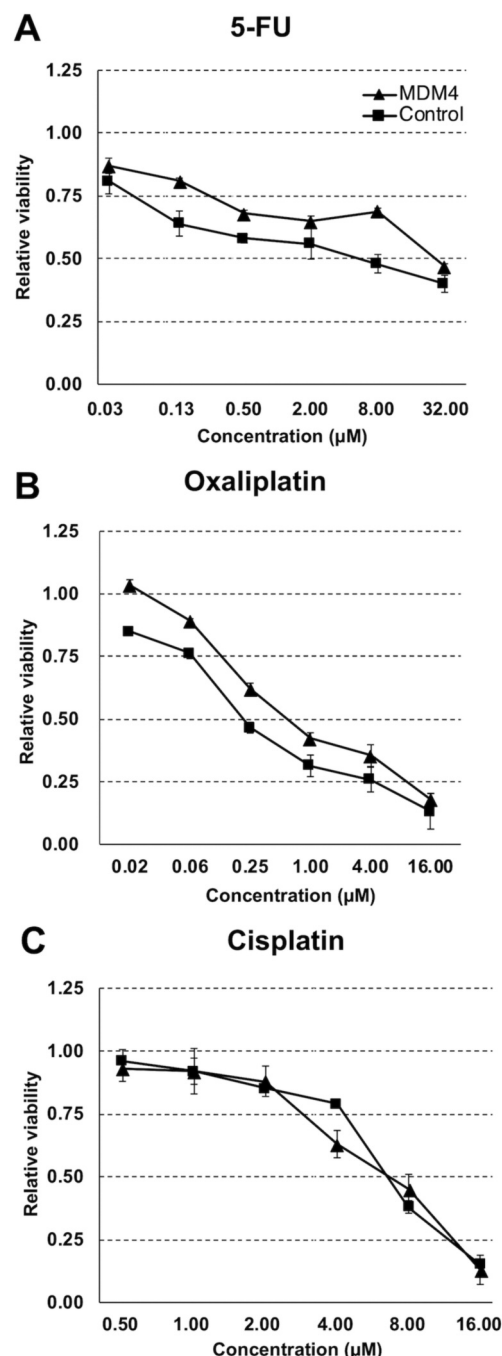 A
5-FU
1.25
MDM4
Control
1.00
0.75
0.50
0.25
0.00
Relative viability
0.03 0.13 0.50 2.00 8.00 32.00
Concentration (µM)
B
Oxaliplatin
1.25
1.00
0.75
0.50
0.25
0.00
Relative viability
0.02 0.06 0.25 1.00 4.00 16.00
Concentration (µM)
C
Cisplatin
1.25
1.00
0.75
0.50
0.25
0.00
Relative viability
0.50 1.00 2.00 4.00 8.00 16.00
Concentration (µM)